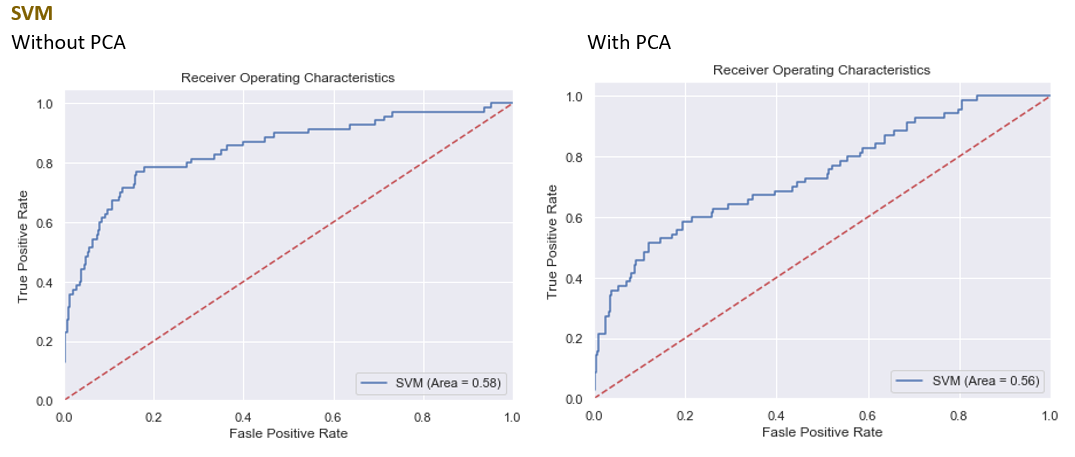 SVM
Without PCA
Receiver Operating Characteristics
1.0
0.8
0.6
0.4
0.2
0.0
True Positive Rate
0.0 0.2 0.4 0.6 0.8 1.0
Fasle Positive Rate
SVM (Area = 0.58)
With PCA
Receiver Operating Characteristics
1.0
0.8
0.6
0.4
0.2
0.0
True Positive Rate
0.0 0.2 0.4 0.6 0.8 1.0
Fasle Positive Rate
SVM (Area = 0.56)